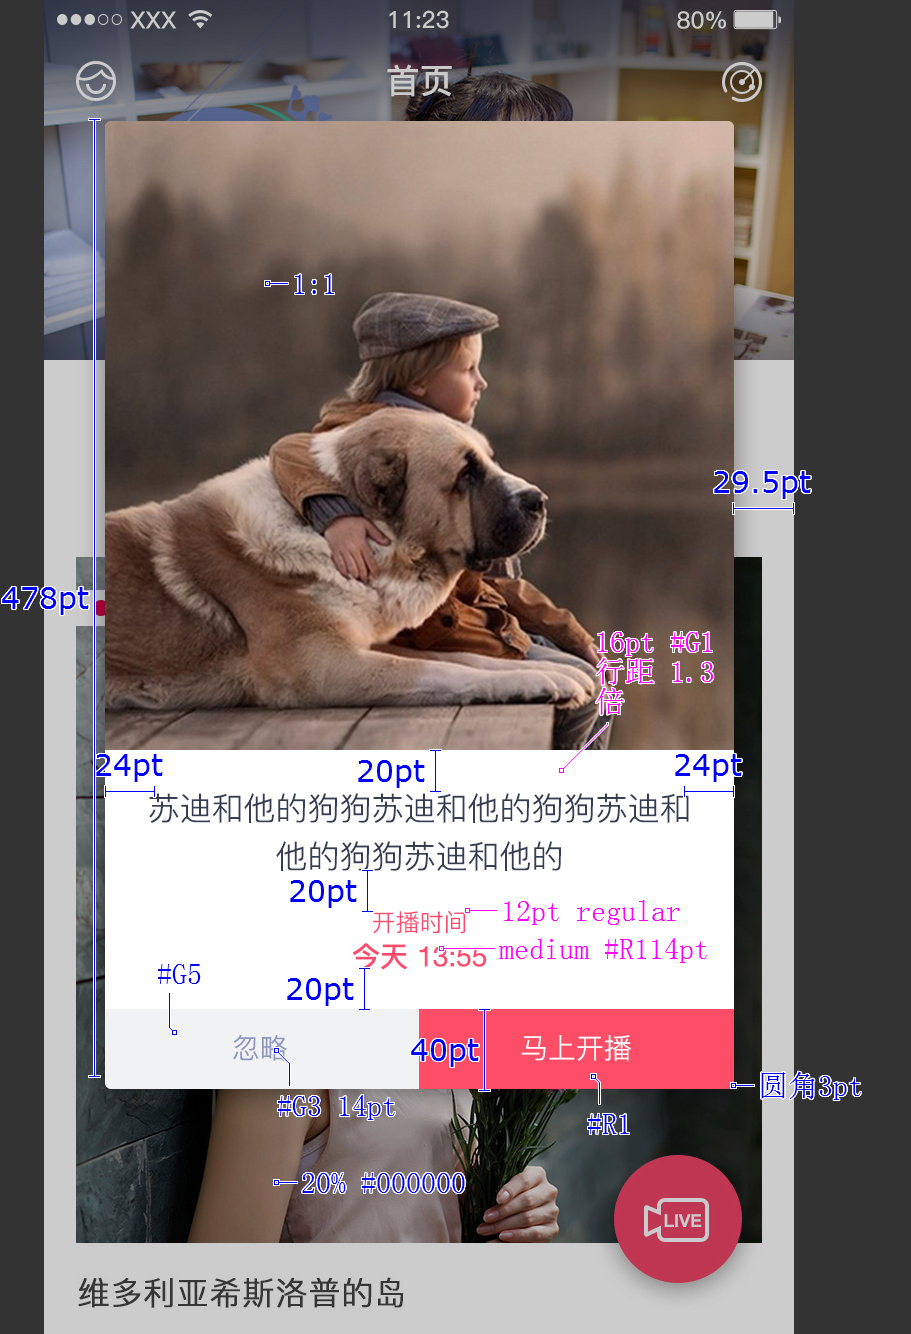 XXX
11:23
80%
首页
1:1
29.5pt
478pt
16pt #G1
行距 1.3
倍
24pt
20pt
24pt
苏迪和他的狗狗苏迪和他的狗狗苏迪和
他的狗狗苏迪和他的
20pt
开播时间
12pt regular
今天 13:55
medium #R114pt
#G5
20pt
忽略
40pt
马上开播
圆角3pt
#G3 14pt
#R1
20% #000000
LIVE
维多利亚希斯洛普的岛